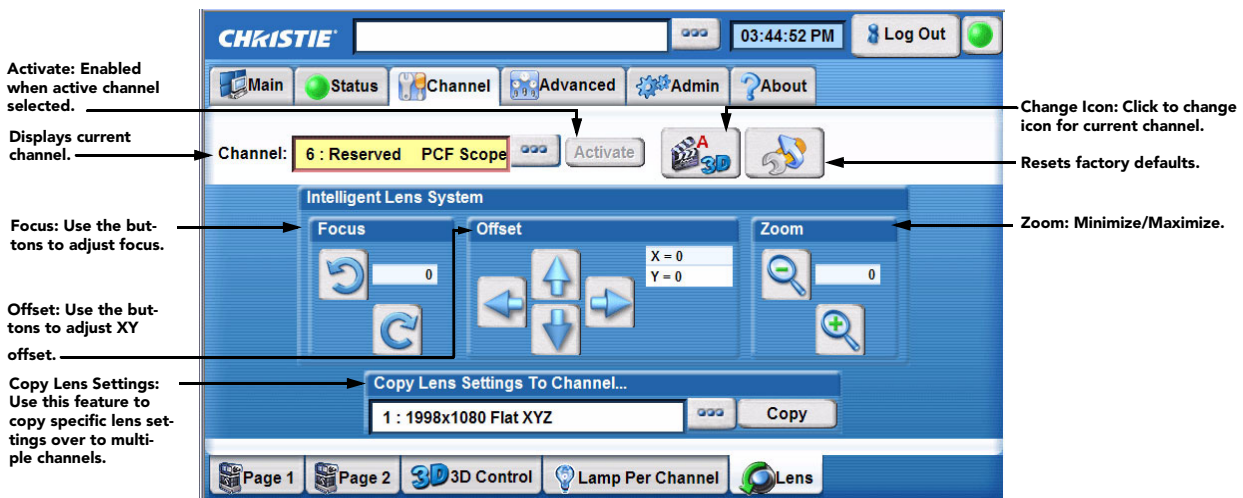 CHRISTIE
03:44:52 PM
Log Out
Main
Status
Channel
Advanced
Admin
About
Activate: Enabled
when active channel
selected.
Displays current
channel.
Channel:
6 : Reserved PCF Scope
Activate
A
3D
Change Icon: Click to change
icon for current channel.
Resets factory defaults.
Intelligent Lens System
Focus
0
Offset
X = 0
Y = 0
Zoom
0
Focus: Use the but-
tons to adjust focus.
Zoom: Minimize/Maximize.
Offset: Use the but-
tons to adjust XY
offset.
Copy Lens Settings:
Use this feature to
copy specific lens set-
tings over to multi-
ple channels.
Copy Lens Settings To Channel...
1 : 1998x1080 Flat XYZ
Copy
Page 1
Page 2
3D 3D Control
Lamp Per Channel
Lens